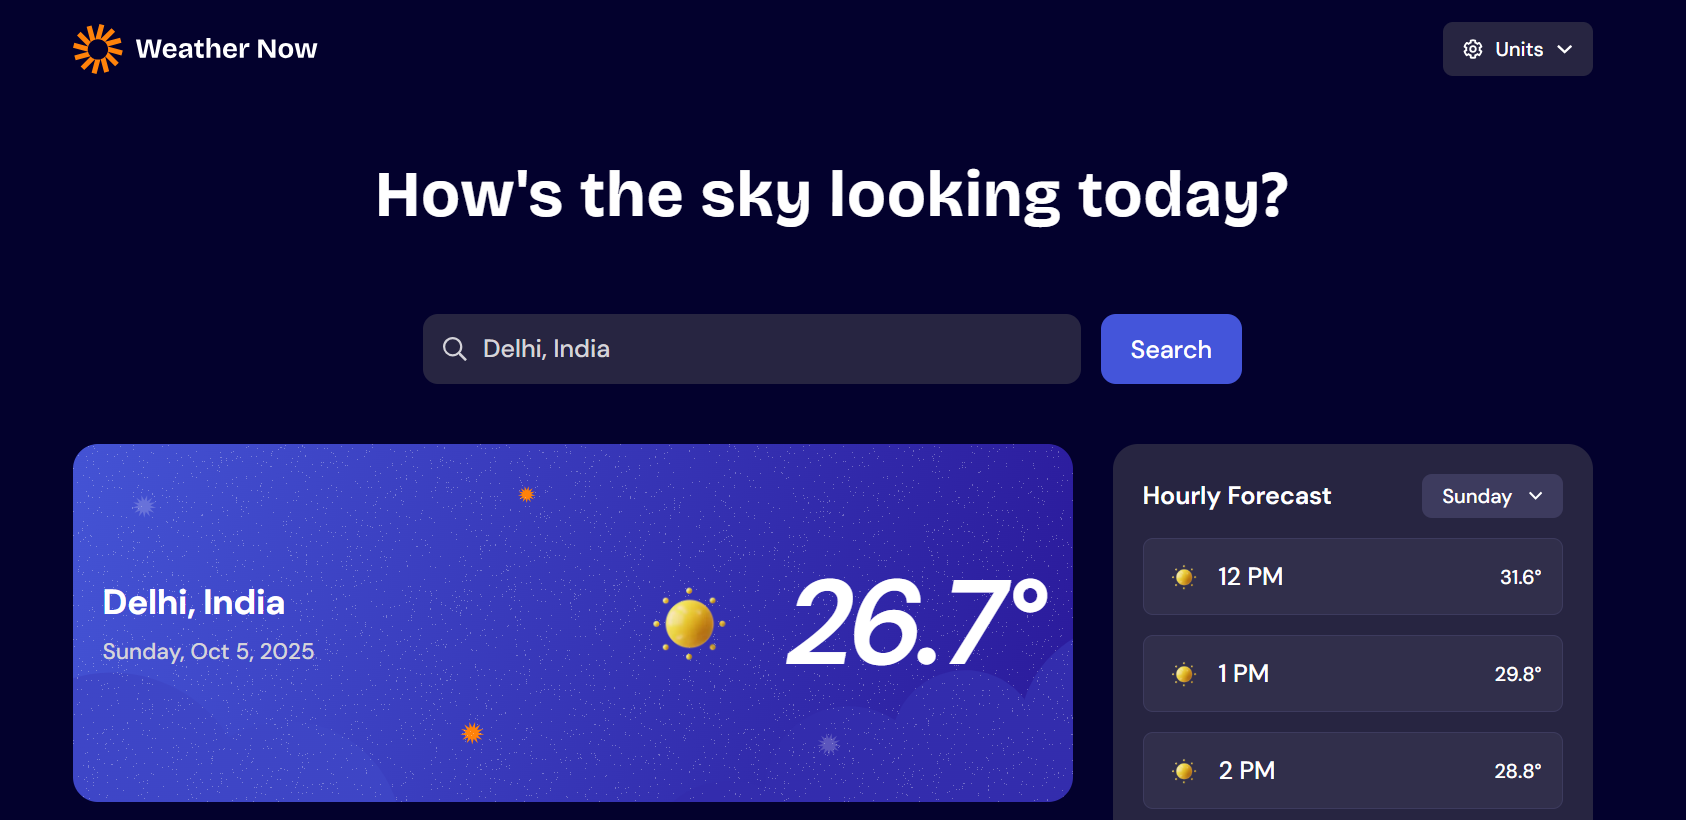 Weather Now
Units
How's the sky looking today?
Delhi, India
Search
Delhi, India
Sunday, Oct 5, 2025
26.7°
Hourly Forecast
Sunday
12 PM 31.6°
1 PM 29.8°
2 PM 28.8°